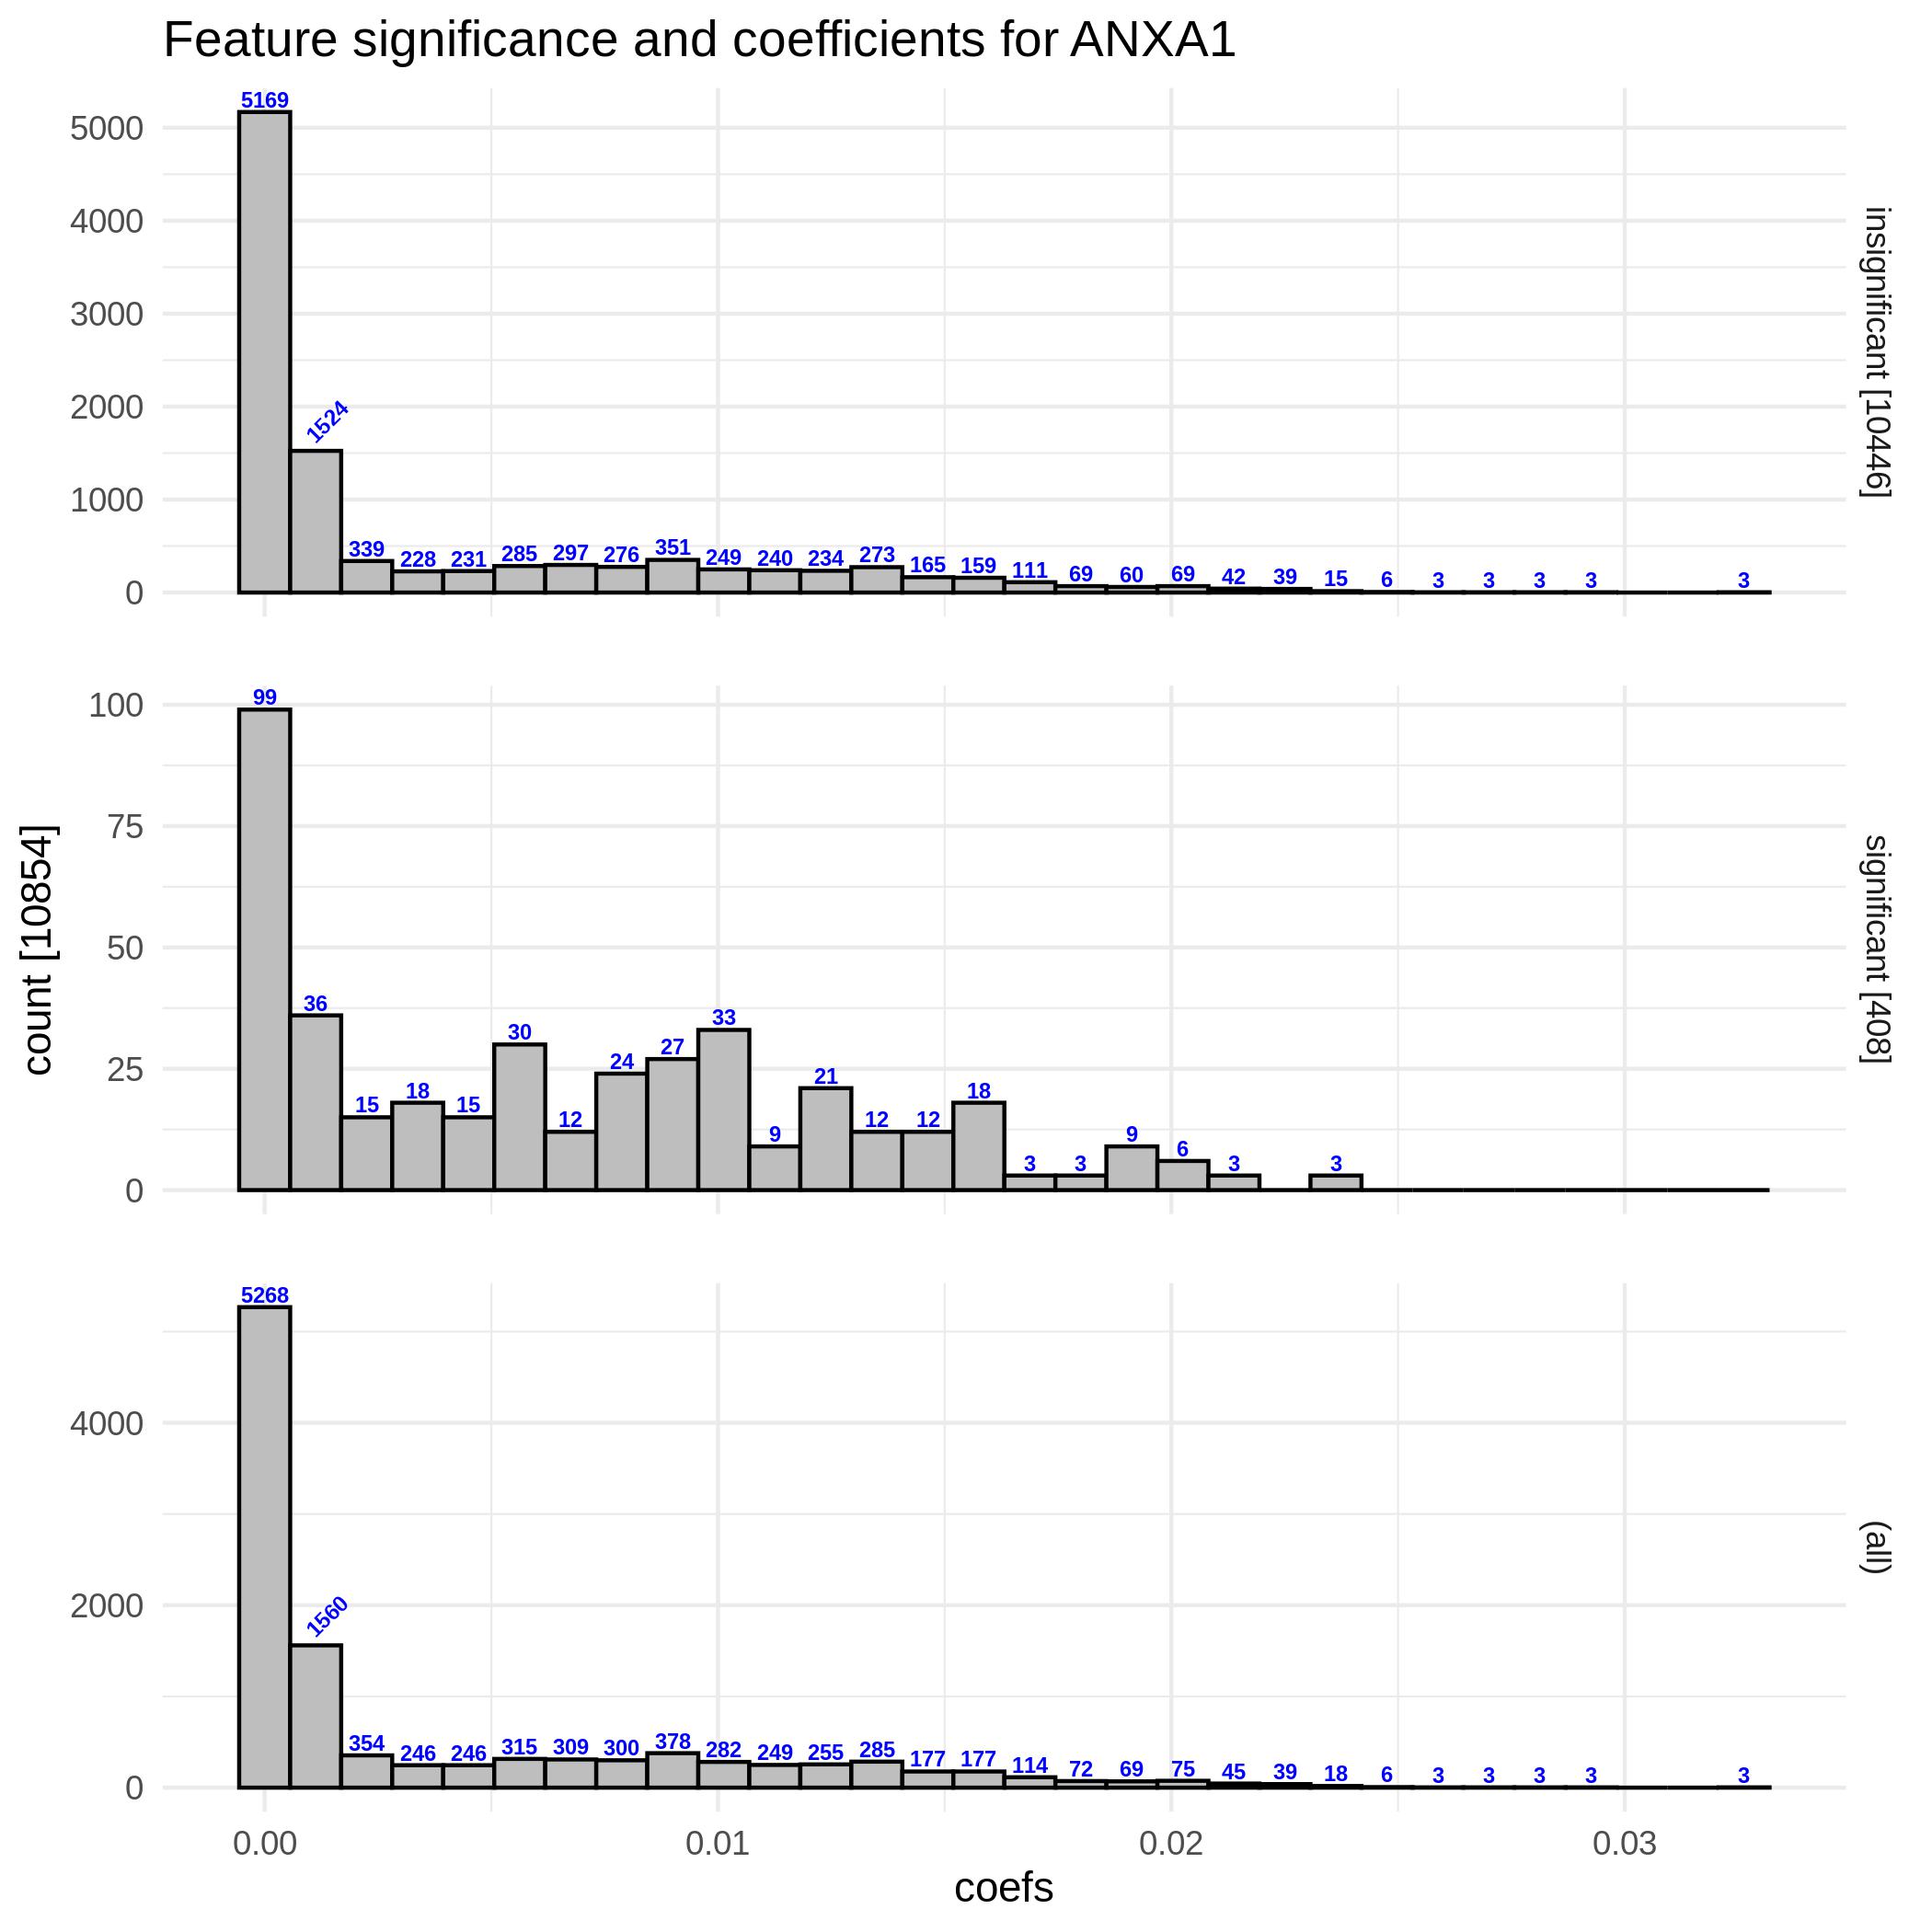 Feature significance and coefficients for ANXA1
5169
5000
4000
3000
2000
1000
0
1524
339 228 231 285 297 276 351 249 240 234 273 165 159 111 69 60 69 42 39 15 6 3 3 3 3 3
insignificant [10446]
99
100
75
50
25
0
36 15 18 15 30 12 24 27 33 9 21 12 12 18 3 3 9 6 3 3
significant [408]
count [10854]
5268
4000
2000
0
1560
354 246 246 315 309 300 378 282 249 255 285 177 177 114 72 69 75 45 39 18 6 3 3 3 3 3
(all)
0.00 0.01 0.02 0.03
coefs